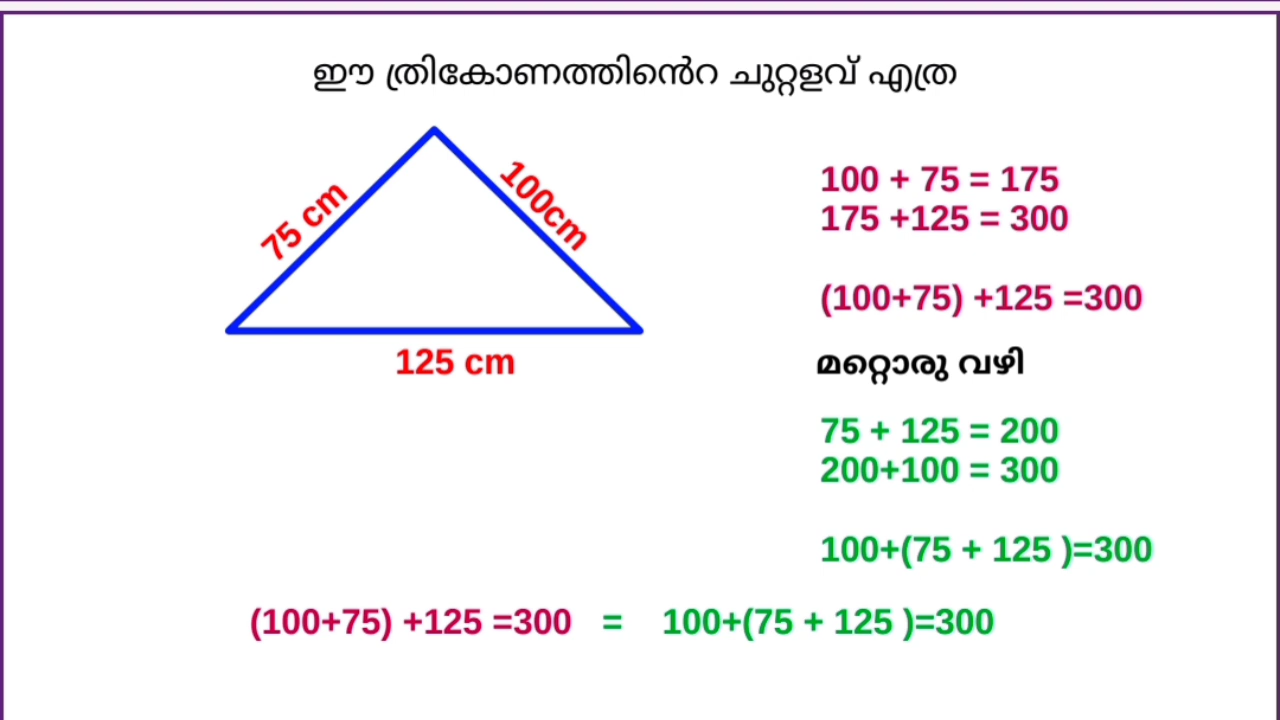 ഈ ത്രികോണത്തിൻെറ ചുറ്റളവ് എത്ര
75 cm
100cm
125 cm
100 + 75 = 175
175 +125 = 300
(100+75) +125 =300
മറ്റൊരു വഴി
75 + 125 = 200
200+100 = 300
100+(75 + 125 )=300
(100+75) +125 =300 = 100+(75 + 125 )=300